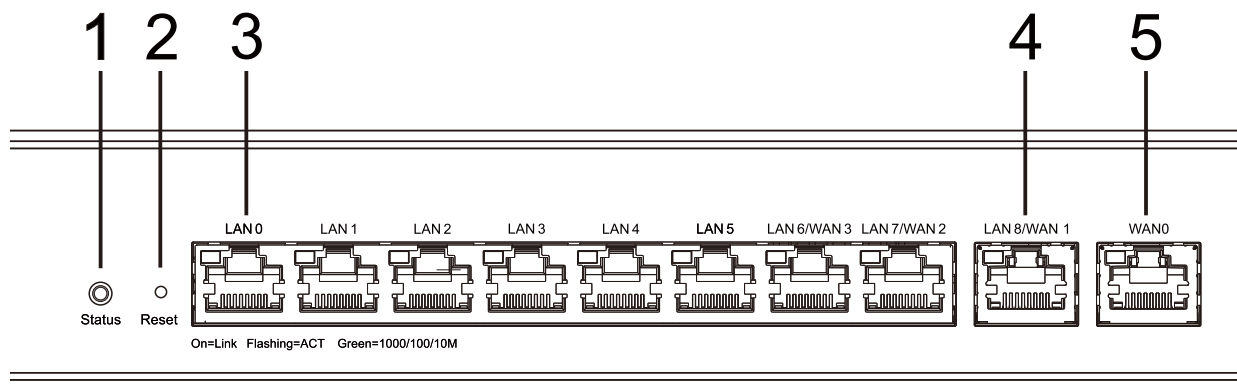 1 2 3 4 5
LAN 0 LAN 1 LAN 2 LAN 3 LAN 4 LAN 5 LAN 6/WAN 3 LAN 7/WAN 2 LAN 8/WAN 1 WAN0
Status Reset
On=Link Flashing=ACT Green=1000/100/10M